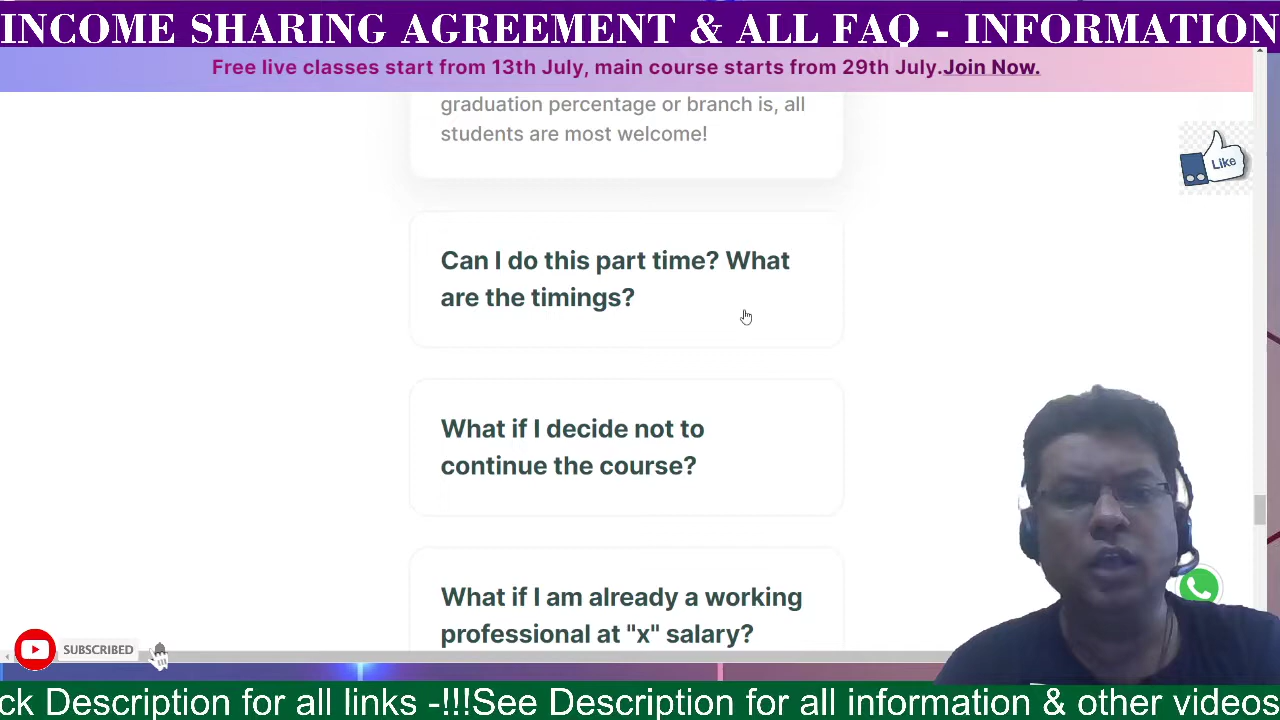 INCOME SHARING AGREEMENT & ALL FAQ - INFORMATION
Free live classes start from 13th July, main course starts from 29th July.Join Now.
graduation percentage or branch is, all
students are most welcome!
Like
Can I do this part time? What
are the timings?
What if I decide not to
continue the course?
What if I am already a working
professional at "x" salary?
SUBSCRIBED
ck Description for all links -!!!See Description for all information & other videos